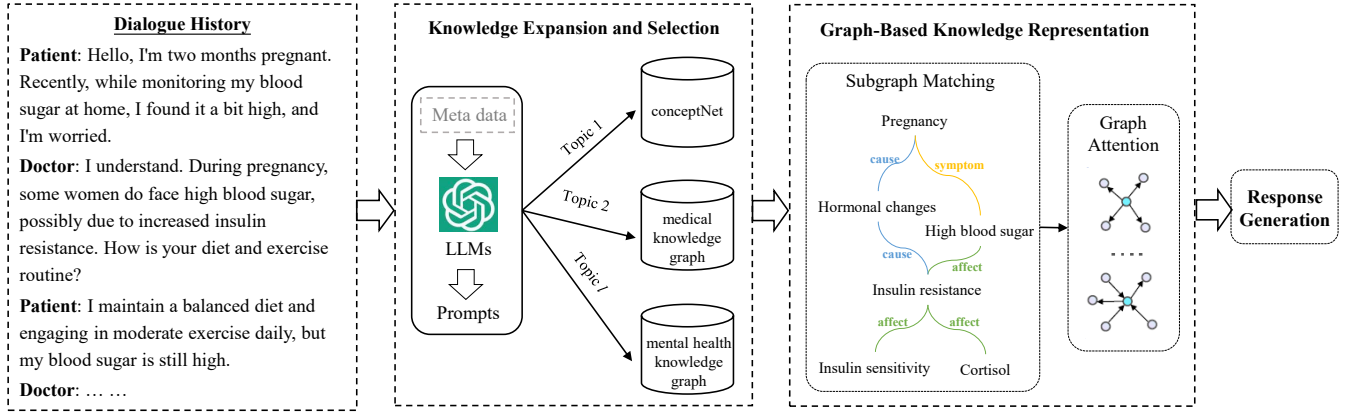 Dialogue History
Patient: Hello, I'm two months pregnant.
Recently, while monitoring my blood
sugar at home, I found it a bit high, and
I'm worried.
Doctor: I understand. During pregnancy,
some women do face high blood sugar,
possibly due to increased insulin
resistance. How is your diet and exercise
routine?
Patient: I maintain a balanced diet and
engaging in moderate exercise daily, but
my blood sugar is still high.
Doctor: … …
Knowledge Expansion and Selection
Meta data
LLMs
Prompts
Topic 1
Topic 2
Topic l
conceptNet
medical
knowledge
graph
mental health
knowledge
graph
Graph-Based Knowledge Representation
Subgraph Matching
Pregnancy
cause
symptom
Hormonal changes
High blood sugar
cause
affect
Insulin resistance
affect
affect
Insulin sensitivity
Cortisol
Graph
Attention
Response
Generation